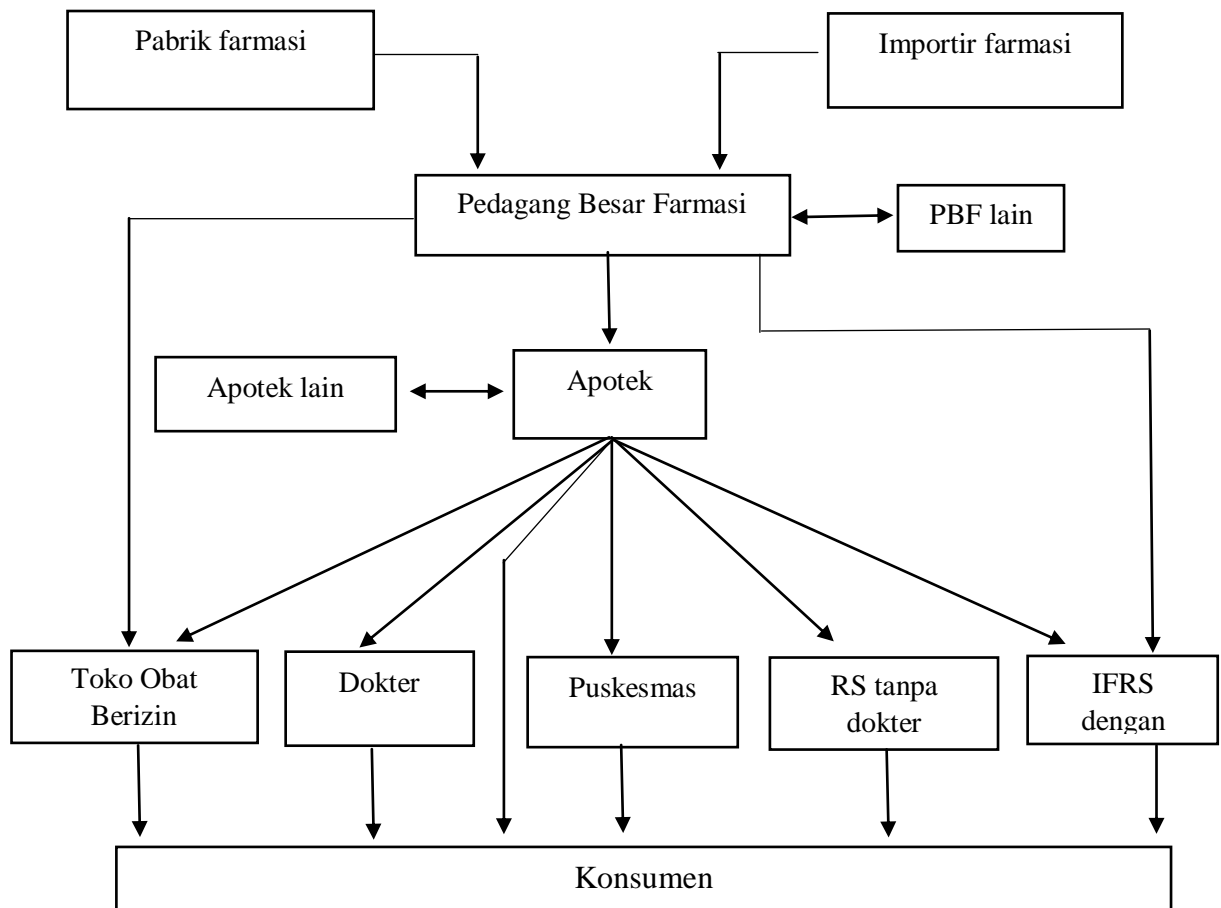 Pabrik farmasi
Importir farmasi
Pedagang Besar Farmasi
PBF lain
Apotek lain
Apotek
Toko Obat
Berizin
Dokter
Puskesmas
RS tanpa
dokter
IFRS
dengan
Konsumen